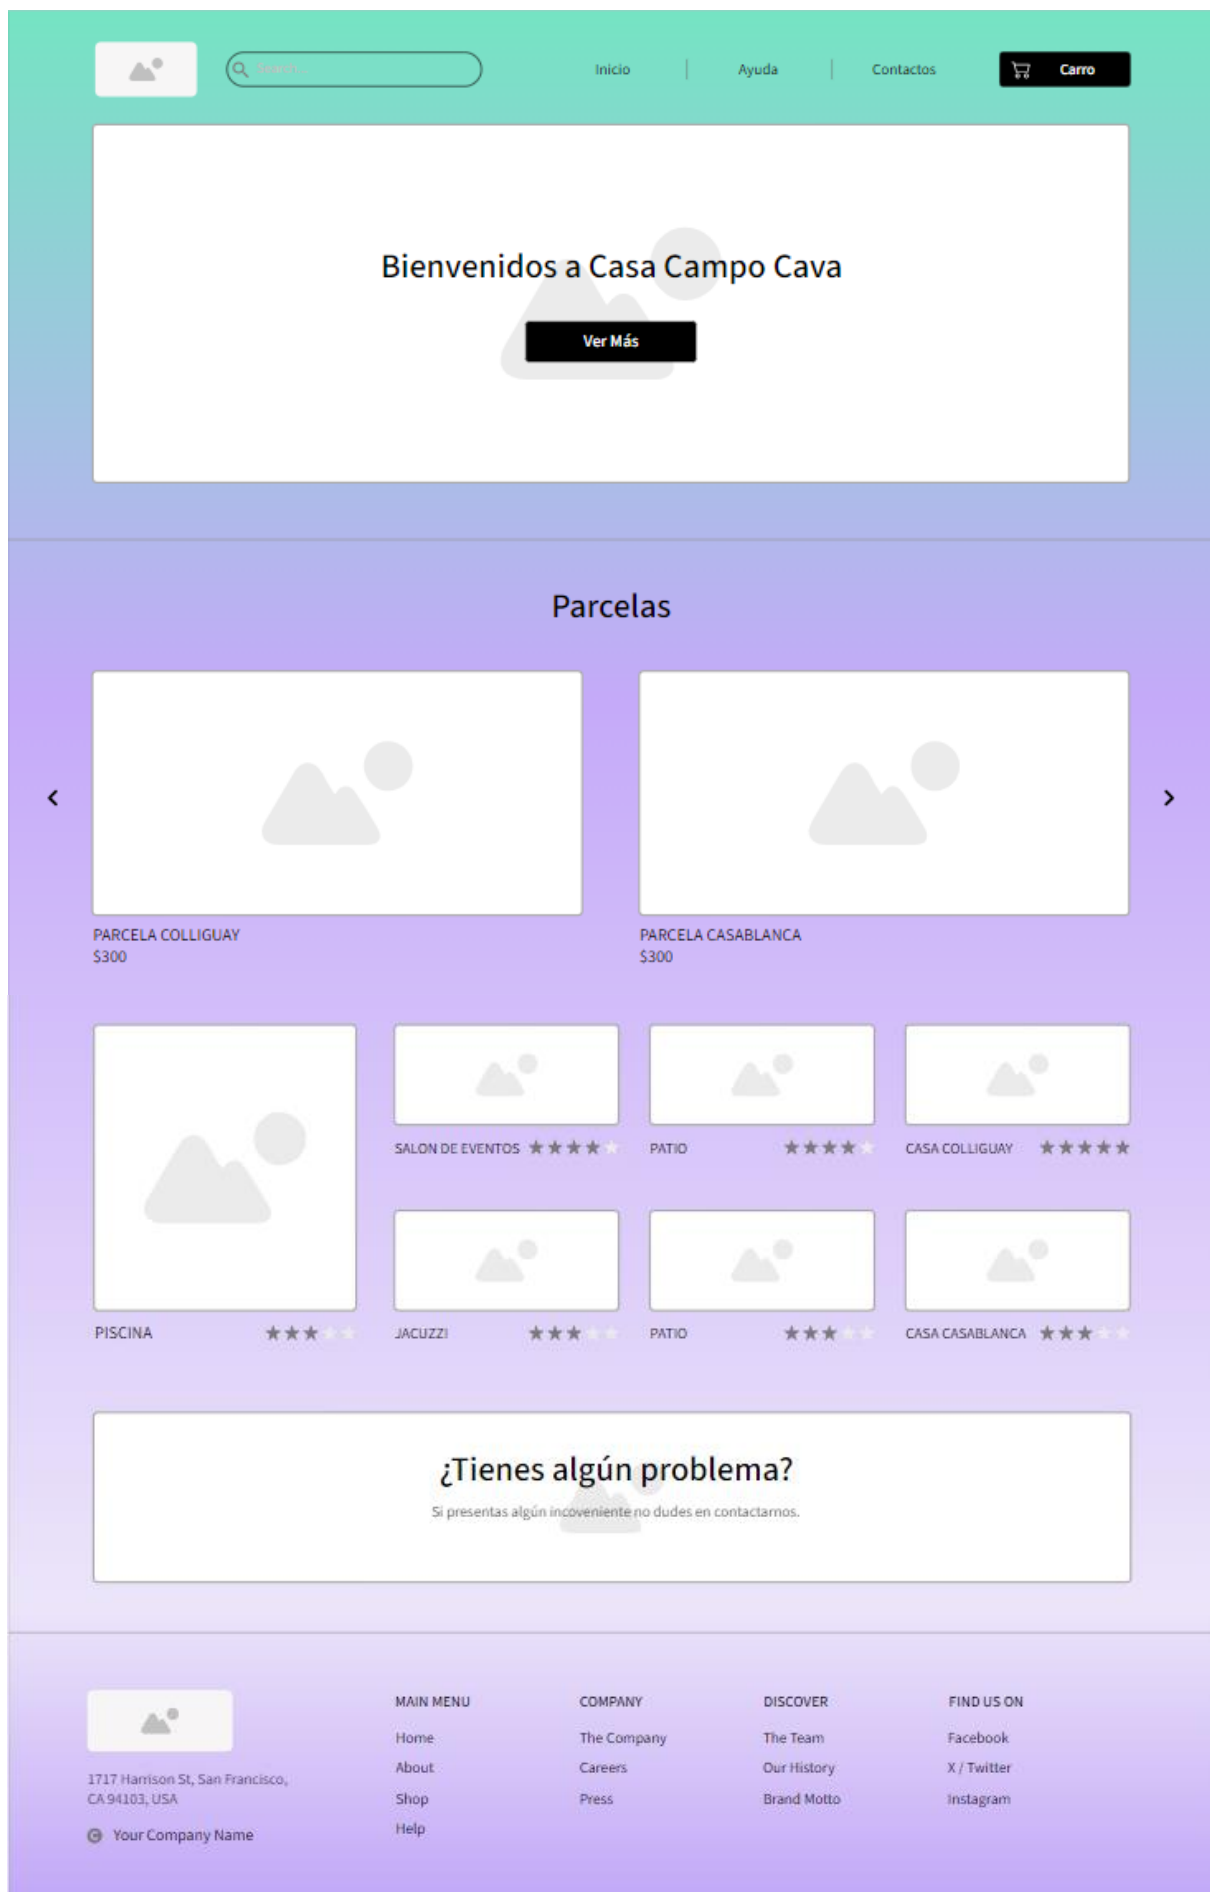 Search...
Inicio
Ayuda
Contactos
Carro
Bienvenidos a Casa Campo Cava
Ver Más
Parcelas
PARCELA COLLIGUAY
$300
PARCELA CASABLANCA
$300
SALON DE EVENTOS
PATIO
CASA COLLIGUAY
PISCINA
JACUZZI
PATIO
CASA CASABLANCA
¿Tienes algún problema?
Si presentas algún incoveniente no dudes en contactarnos.
1717 Harrison St, San Francisco,
CA 94103, USA
Your Company Name
MAIN MENU
Home
About
Shop
Help
COMPANY
The Company
Careers
Press
DISCOVER
The Team
Our History
Brand Motto
FIND US ON
Facebook
X / Twitter
Instagram